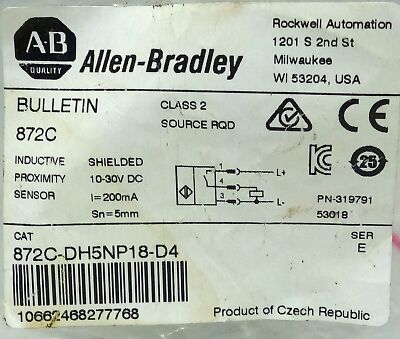 AB
QUALITY
Allen-Bradley
Rockwell Automation
1201 S 2nd St
Milwaukee
WI 53204, USA
BULLETIN
872C
CLASS 2
SOURCE RQD
INDUCTIVE
PROXIMITY
SENSOR
SHIELDED
10-30V DC
I=200mA
Sn=5mm
1
4
3
L+
L-
25
PN-319791
53018
CAT
872C-DH5NP18-D4
SER
E
10662468277768
Product of Czech Republic